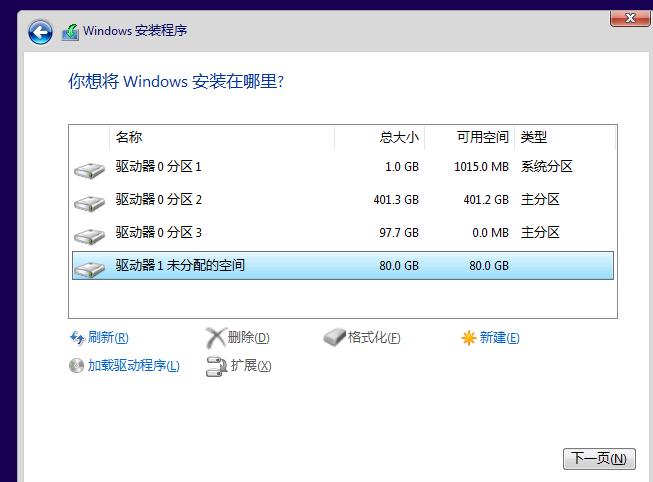 Windows 安装程序
你想将 Windows 安装在哪里?
名称 总大小 可用空间 类型
驱动器 0 分区 1 1.0 GB 1015.0 MB 系统分区
驱动器 0 分区 2 401.3 GB 401.2 GB 主分区
驱动器 0 分区 3 97.7 GB 0.0 MB 主分区
驱动器 1 未分配的空间 80.0 GB 80.0 GB
刷新(R) 删除(D) 格式化(F) 新建(E)
加载驱动程序(L) 扩展(X)
下一页(N)